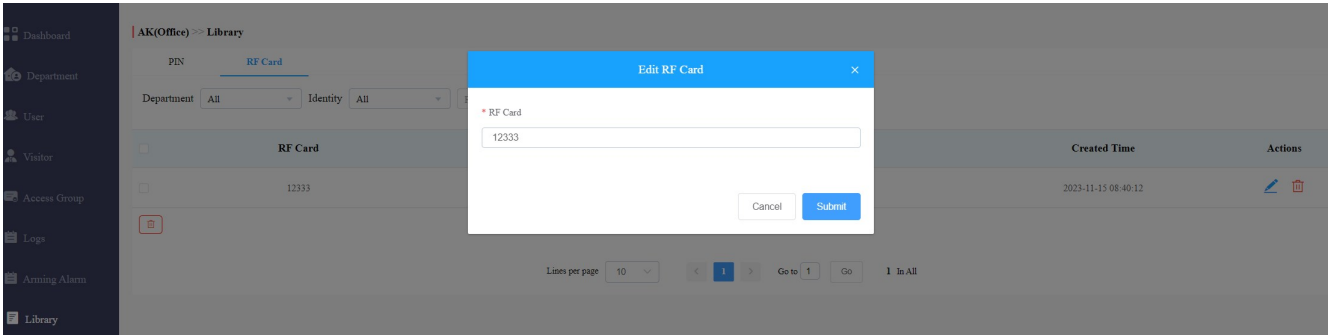 Dashboard
Department
User
Visitor
Access Group
Logs
Arming Alarm
Library
AK(Office) >> Library
PIN RF Card
Department All Identity All
RF Card Created Time Actions
12333 2023-11-15 08:40:12
Lines per page 10 < 1 > Go to 1 Go 1 In All
Edit RF Card ×
* RF Card
12333
Cancel Submit